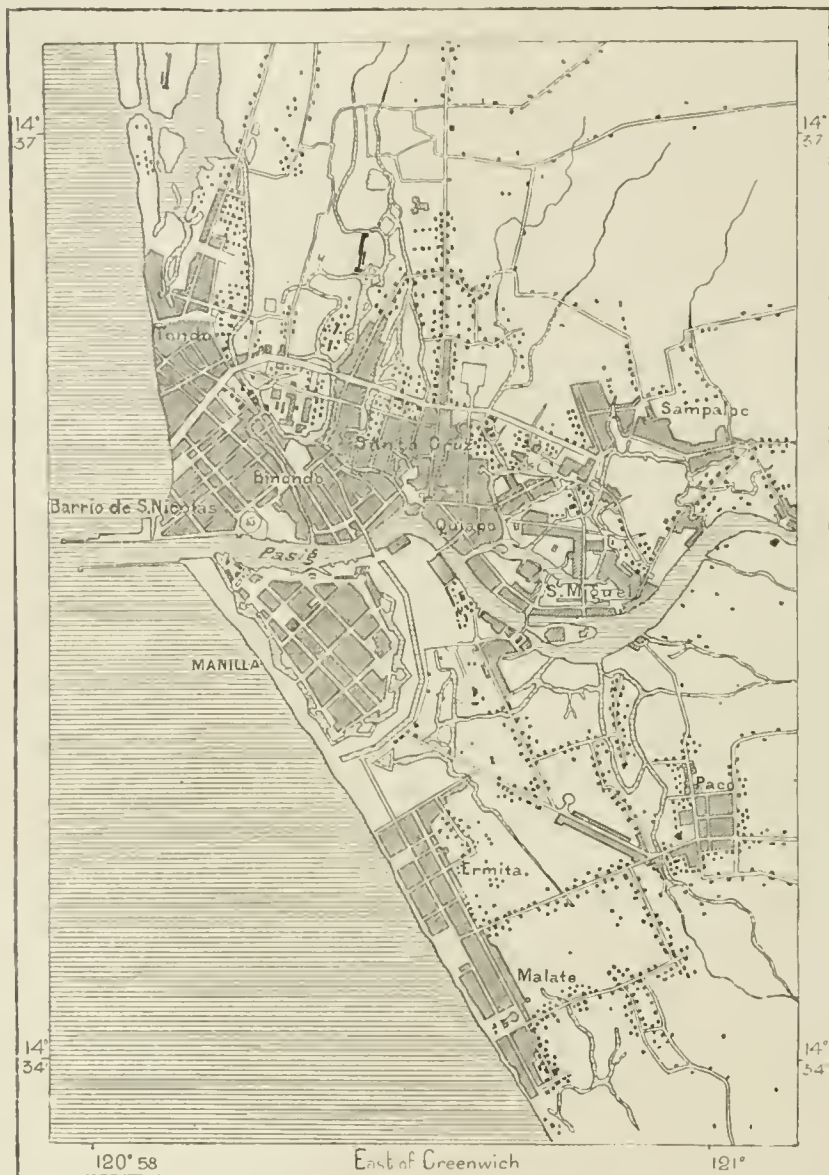 14°
37
14°
37
Tondo
Sampaloc
Santa Cruz
Binondo
Barrio de S. Nicolas
Quiapo
Pasig
S. Miguel
MANILLA
Paco
Ermita.
Malate
14°
34'
14°
34'
120°58
East of Greenwich
121°